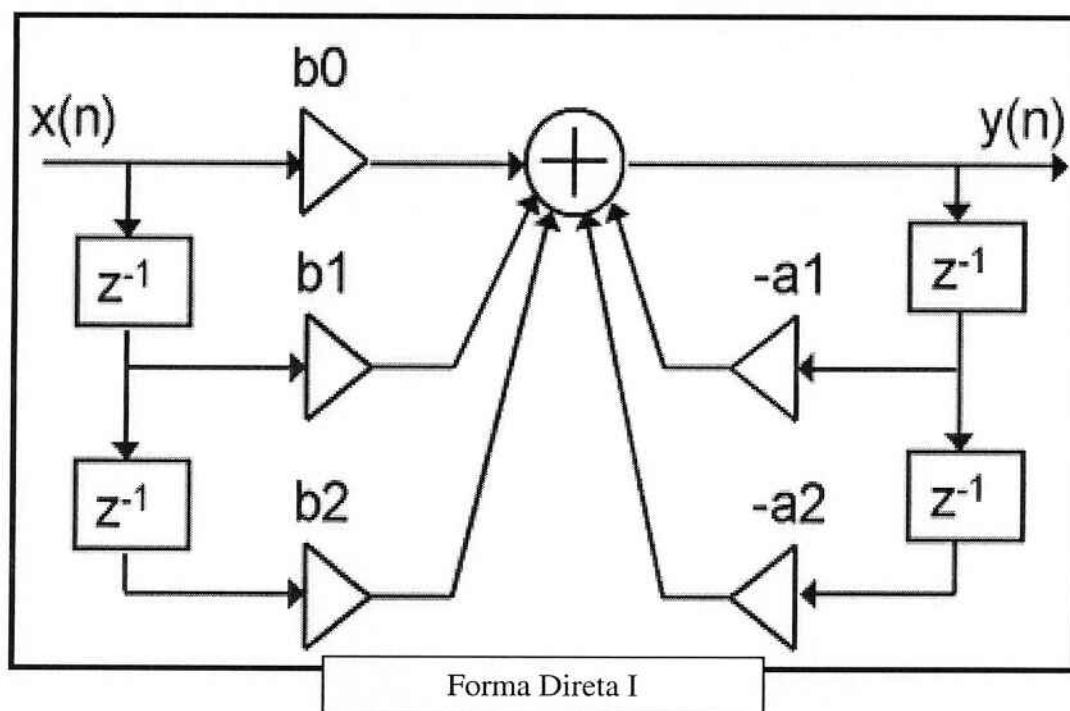 b0
x(n)
y(n)
z-1
b1
-a1
z-1
z-1
b2
-a2
z-1
Forma Direta I